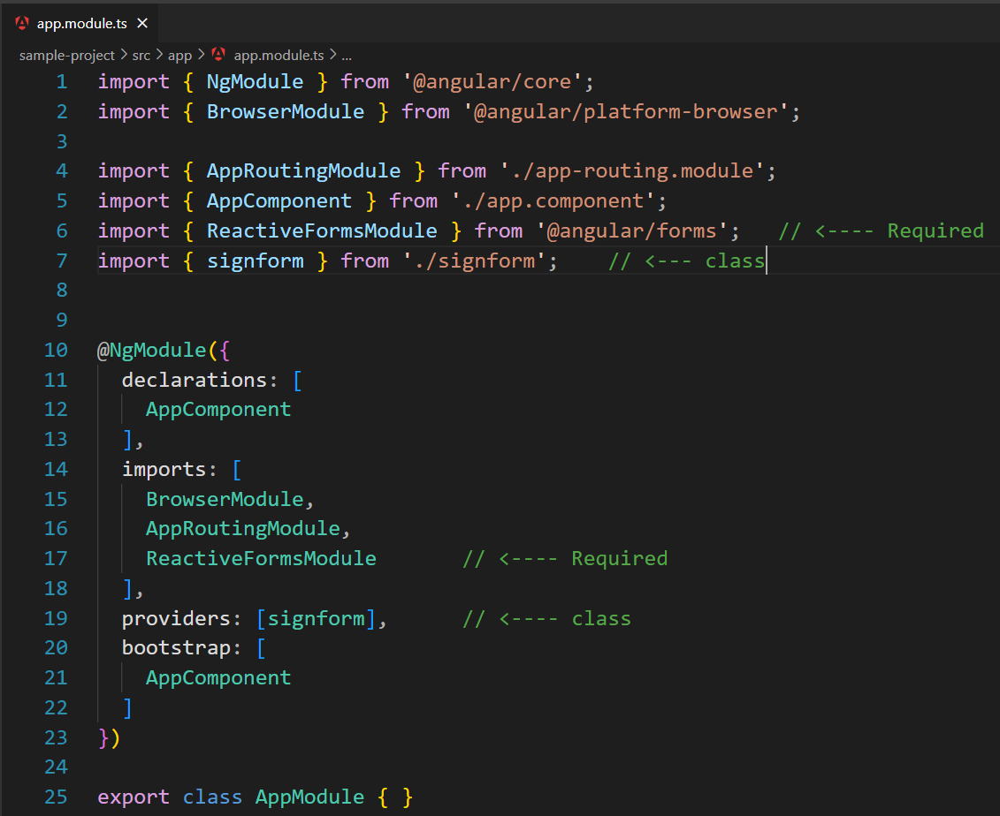 app.module.ts ×
sample-project > src > app > app.module.ts > ...
1 import { NgModule } from '@angular/core';
2 import { BrowserModule } from '@angular/platform-browser';
3
4 import { AppRoutingModule } from './app-routing.module';
5 import { AppComponent } from './app.component';
6 import { ReactiveFormsModule } from '@angular/forms';   // <---- Required
7 import { signform } from './signform';    // <--- class
8
9
10 @NgModule({
11   declarations: [
12     AppComponent
13   ],
14   imports: [
15     BrowserModule,
16     AppRoutingModule,
17     ReactiveFormsModule       // <---- Required
18   ],
19   providers: [signform],      // <---- class
20   bootstrap: [
21     AppComponent
22   ]
23 })
24
25 export class AppModule { }